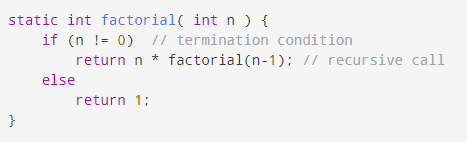 static int factorial( int n ) {
    if (n != 0)  // termination condition
        return n * factorial(n-1); // recursive call
    else
        return 1;
}